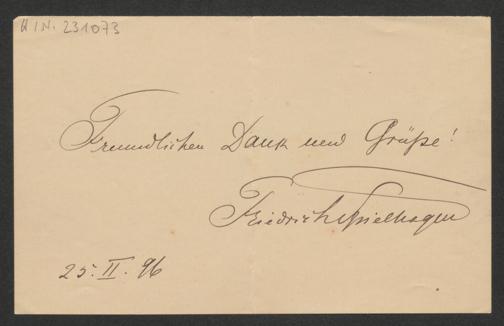 H.I.N. 231073
Freundlichen Dank und Grüße!
Friedrich Spielhagen
25. II. 96